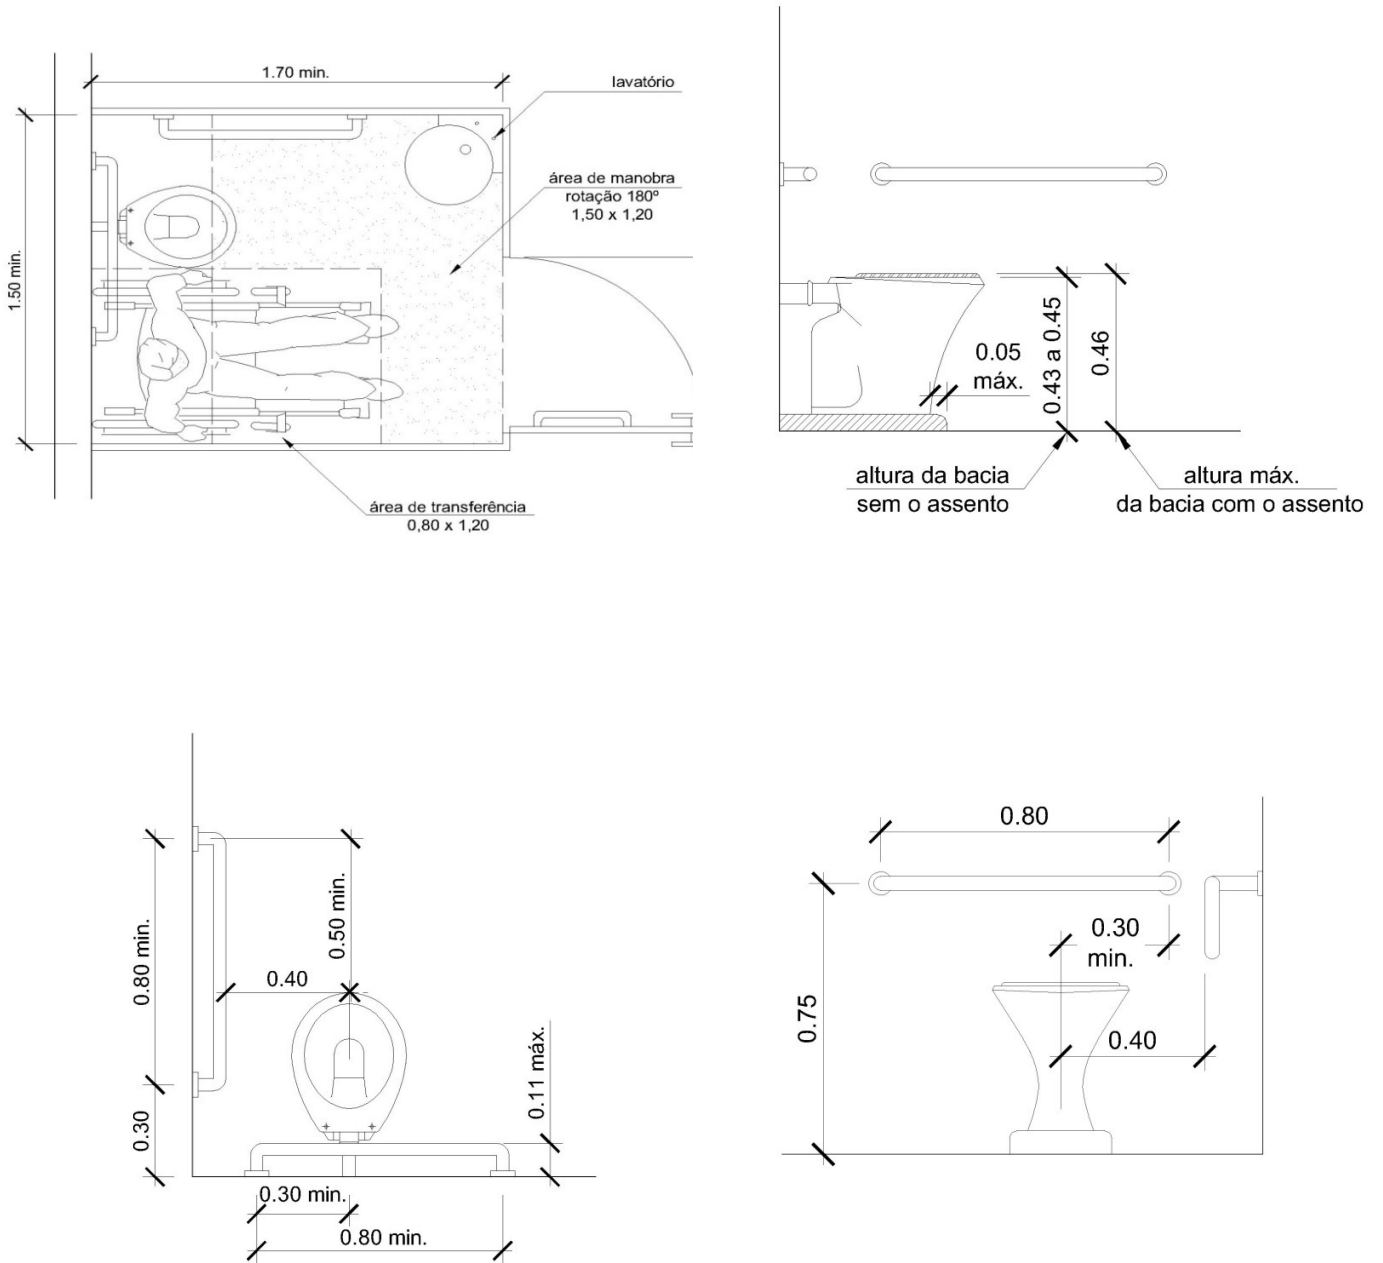 1.70 min.
lavatório
área de manobra
rotação 180º
1,50 x 1,20
1.50 min.
área de transferência
0,80 x 1,20
0.05
máx.
0.43 a 0.45
0.46
altura da bacia
sem o assento
altura máx.
da bacia com o assento
0.80 min.
0.50 min.
0.40
0.30
0.11 máx.
0.30 min.
0.80 min.
0.80
0.30
min.
0.75
0.40